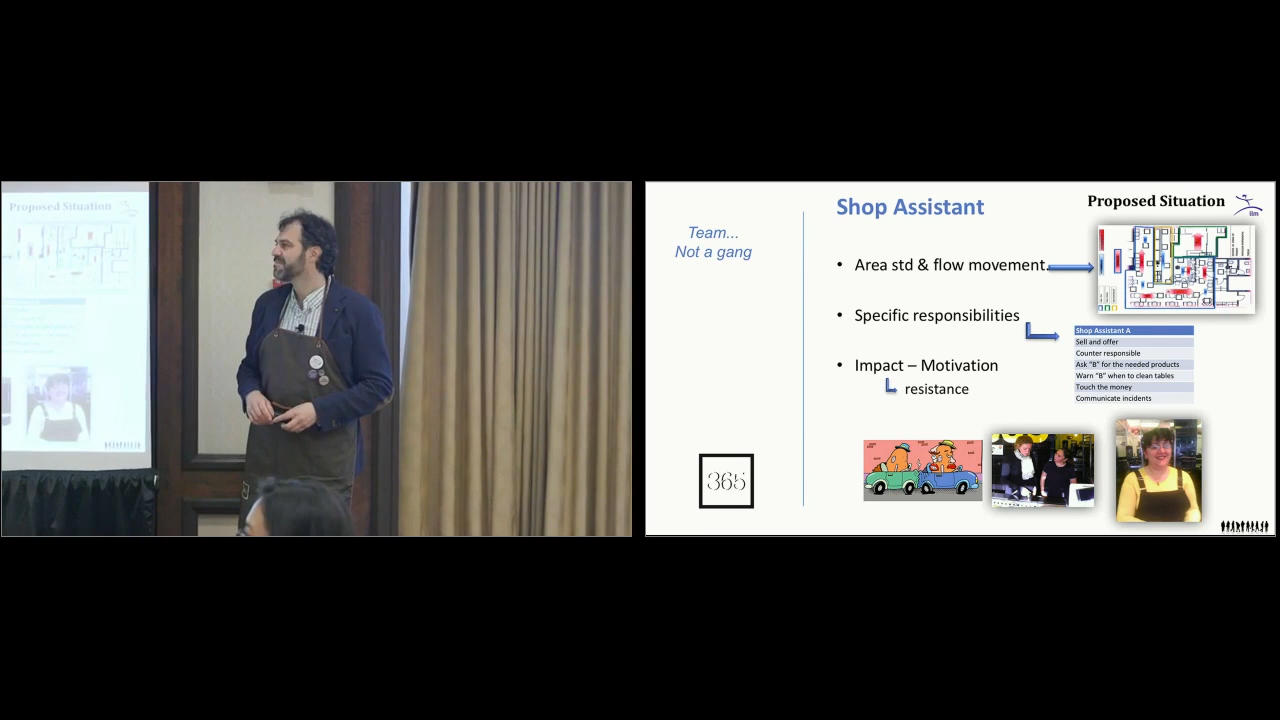 Proposed Situation
Team...
Not a gang
365
Shop Assistant
• Area std & flow movement.
• Specific responsibilities
• Impact – Motivation
resistance
Proposed Situation
ilm
Shop Assistant A
Sell and offer
Counter responsible
Ask "B" for the needed products
Warn "B" when to clean tables
Touch the money
Communicate incidents